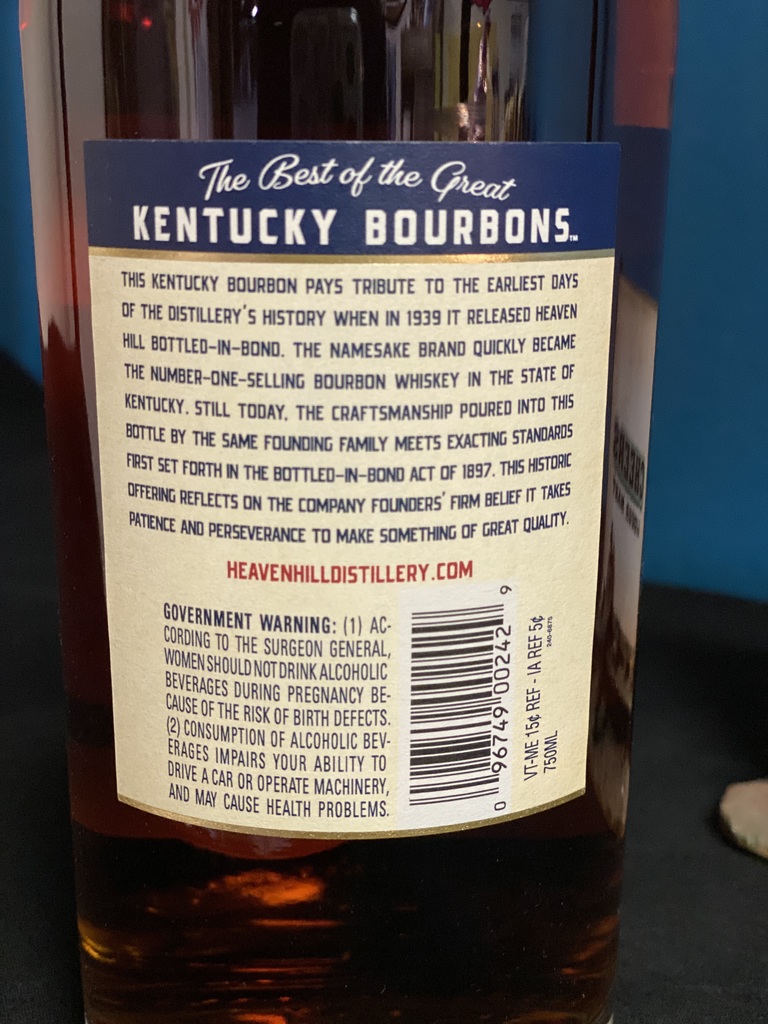 The Best of the Great
KENTUCKY BOURBONS™
THIS KENTUCKY BOURBON PAYS TRIBUTE TO THE EARLIEST DAYS
OF THE DISTILLERY'S HISTORY WHEN IN 1939 IT RELEASED HEAVEN
HILL BOTTLED-IN-BOND. THE NAMESAKE BRAND QUICKLY BECAME
THE NUMBER-ONE-SELLING BOURBON WHISKEY IN THE STATE OF
KENTUCKY. STILL TODAY, THE CRAFTSMANSHIP POURED INTO THIS
BOTTLE BY THE SAME FOUNDING FAMILY MEETS EXACTING STANDARDS
FIRST SET FORTH IN THE BOTTLED-IN-BOND ACT OF 1897. THIS HISTORIC
OFFERING REFLECTS ON THE COMPANY FOUNDERS' FIRM BELIEF IT TAKES
PATIENCE AND PERSEVERANCE TO MAKE SOMETHING OF GREAT QUALITY.
HEAVENHILLDISTILLERY.COM
GOVERNMENT WARNING: (1) AC-
CORDING TO THE SURGEON GENERAL,
WOMEN SHOULD NOT DRINK ALCOHOLIC
BEVERAGES DURING PREGNANCY BE-
CAUSE OF THE RISK OF BIRTH DEFECTS.
(2) CONSUMPTION OF ALCOHOLIC BEV-
ERAGES IMPAIRS YOUR ABILITY TO
DRIVE A CAR OR OPERATE MACHINERY,
AND MAY CAUSE HEALTH PROBLEMS.
0 96749 00242 9
VT-ME 15¢ REF - IA REF 5¢
750ML
240-6875